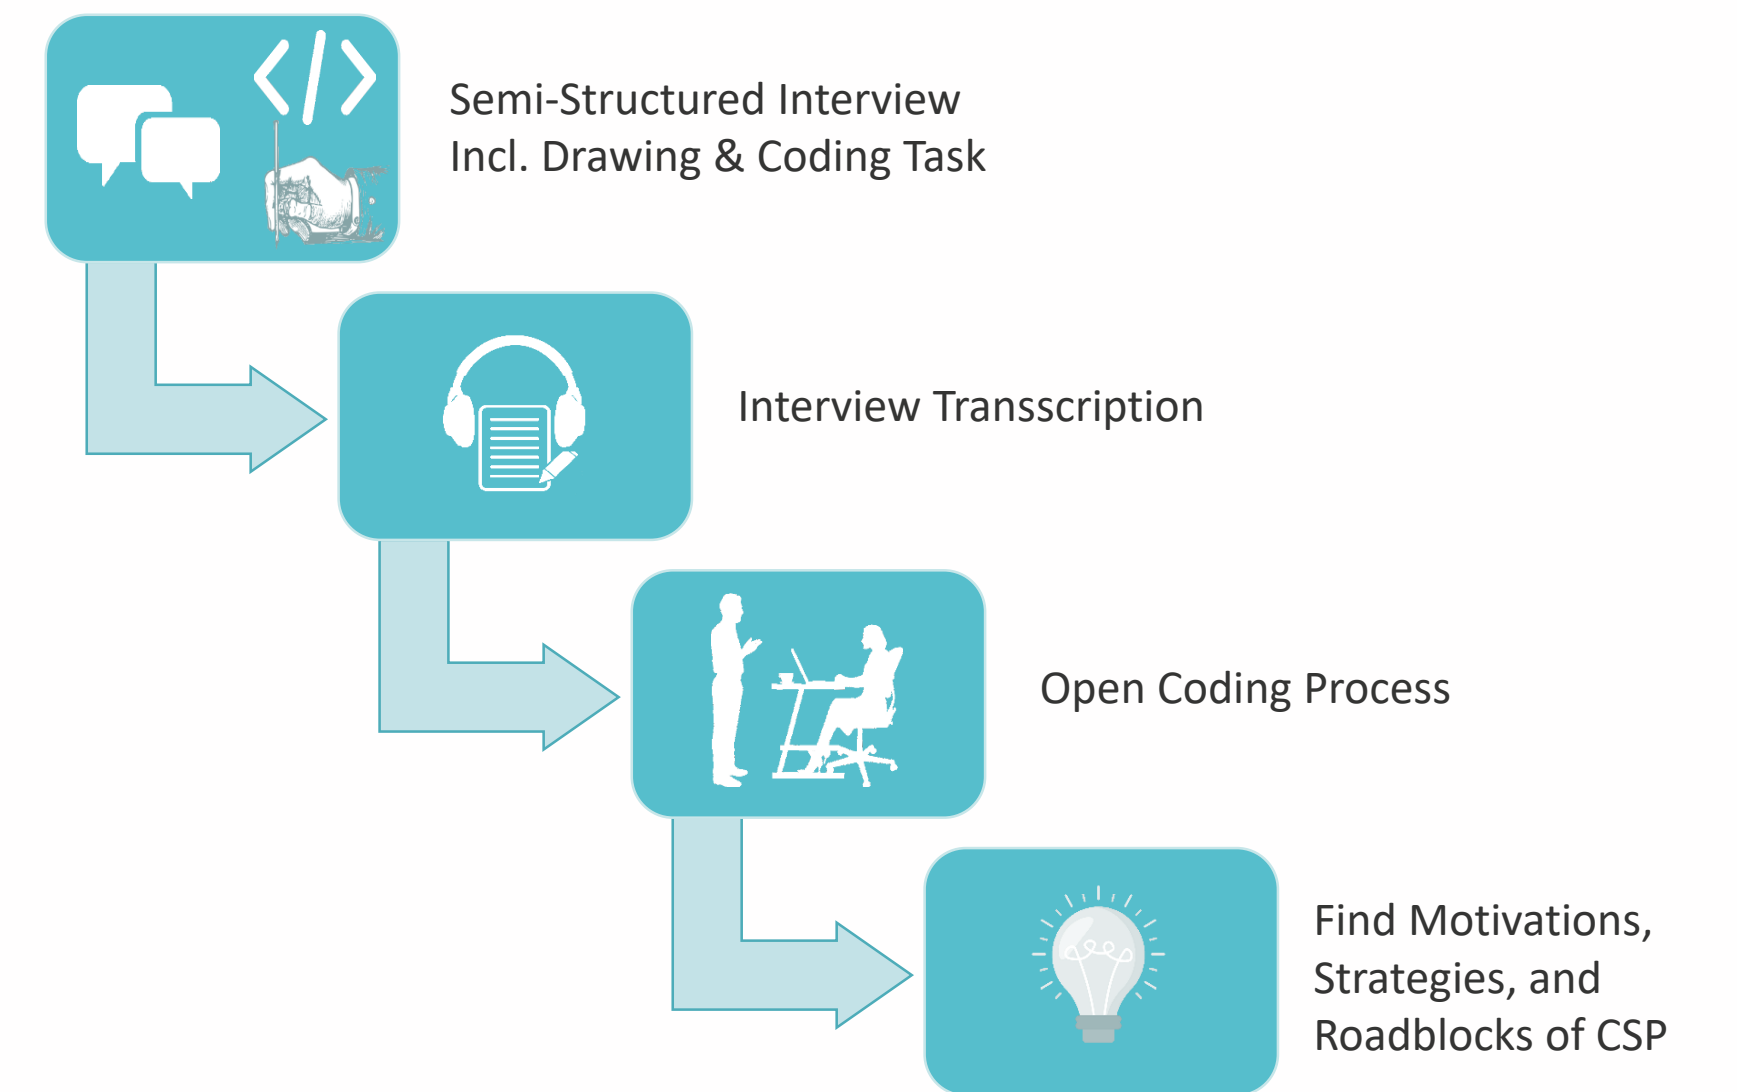 Semi-Structured Interview
Incl. Drawing & Coding Task
Interview Transscription
Open Coding Process
Find Motivations,
Strategies, and
Roadblocks of CSP